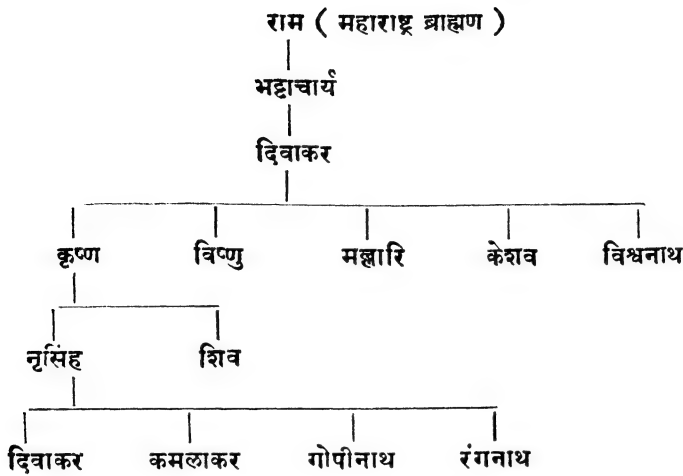 राम ( महाराष्ट्र ब्राह्मण )
भट्टाचार्य
दिवाकर
कृष्ण विष्णु मल्लारि केशव विश्वनाथ
नृसिंह शिव
दिवाकर कमलाकर गोपीनाथ रंगनाथ